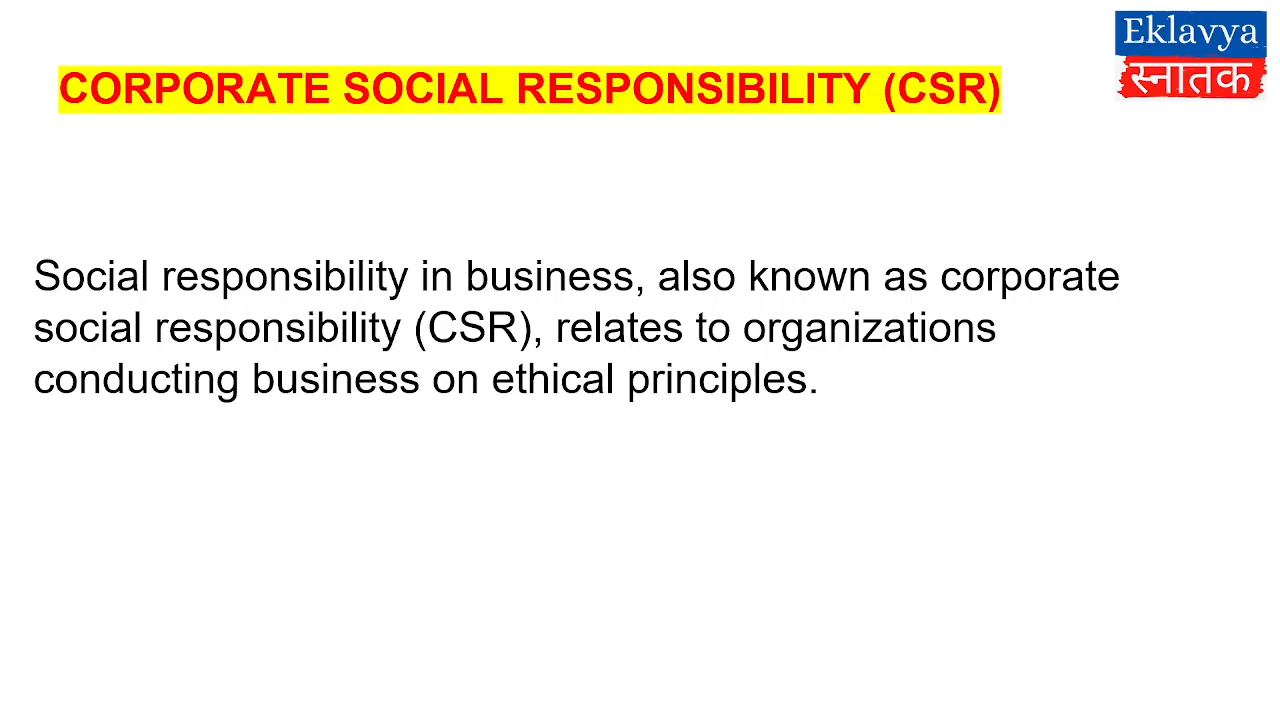 Eklavya
स्नातक
CORPORATE SOCIAL RESPONSIBILITY (CSR)
Social responsibility in business, also known as corporate
social responsibility (CSR), relates to organizations
conducting business on ethical principles.